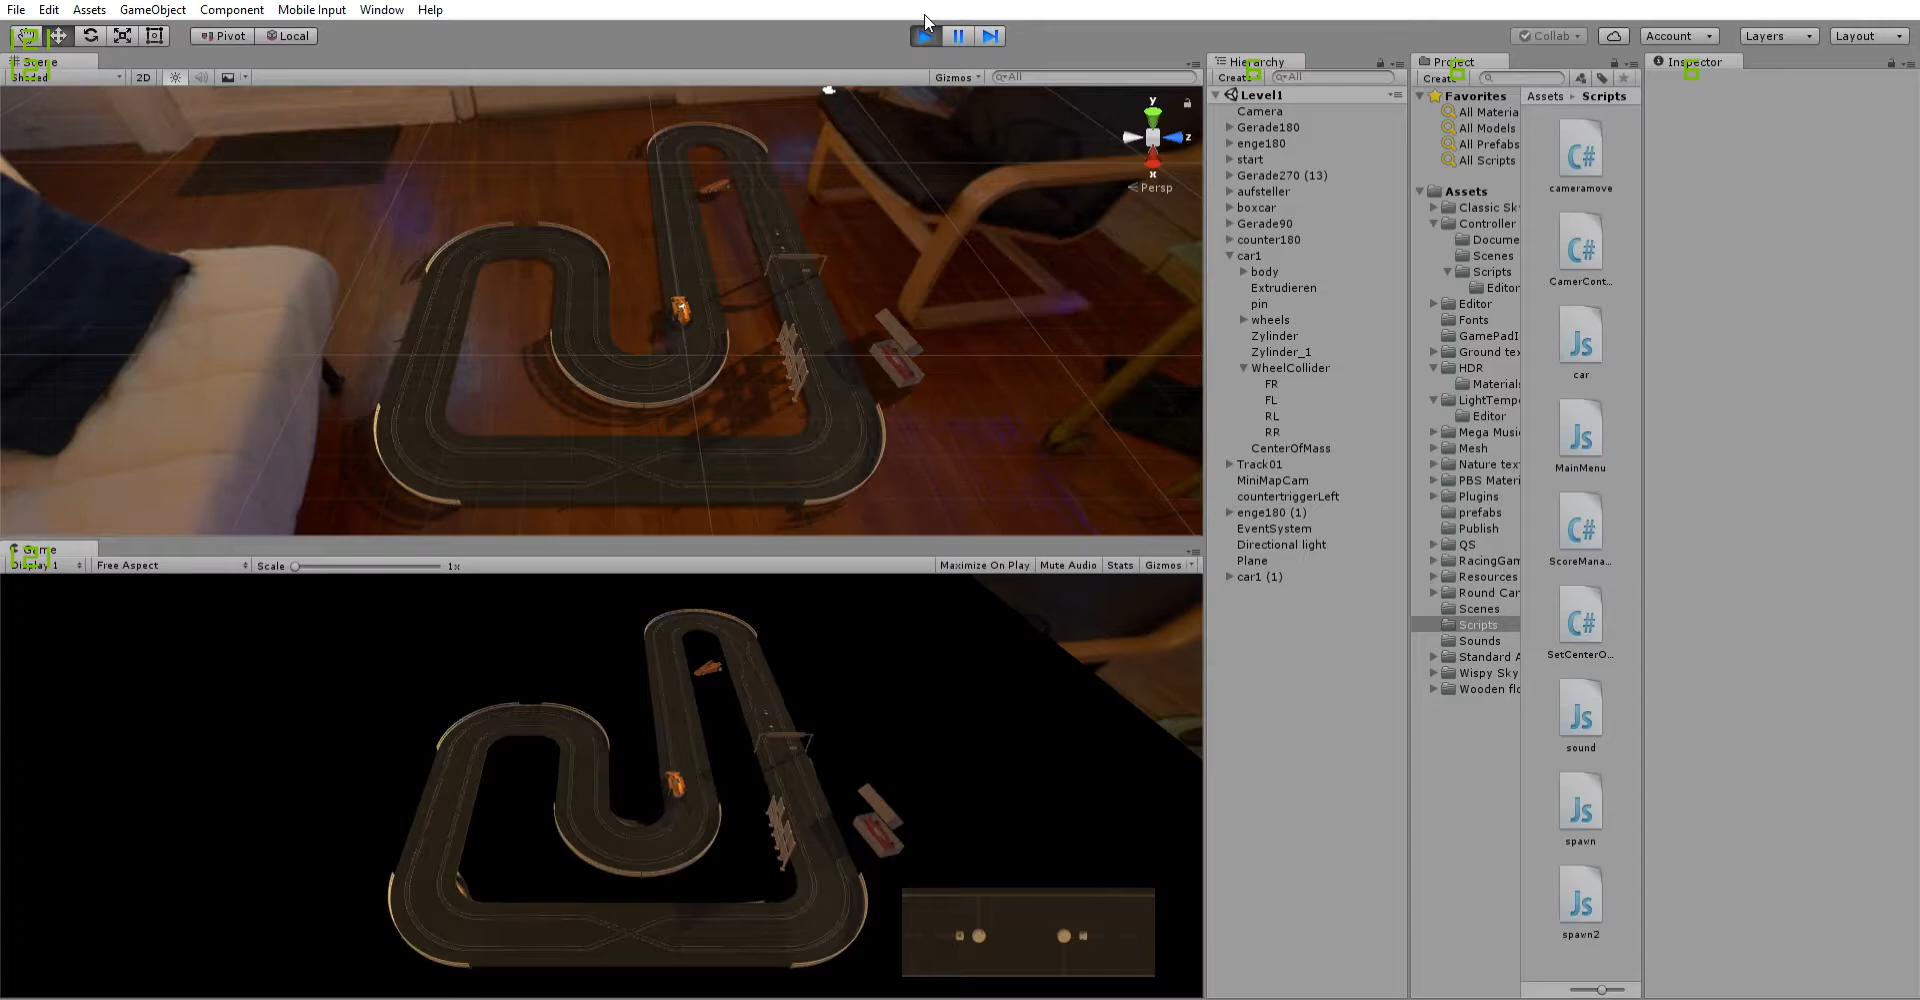 File Edit Assets GameObject Component Mobile Input Window Help
Pivot Local
Collab Account Layers Layout
Scene
Shaded 2D Gizmos All
y
z
x
Persp
Game
Display 1 Free Aspect Scale 1x Maximize On Play Mute Audio Stats Gizmos
Hierarchy
Create All
Level1
Camera
Gerade180
enge180
start
Gerade270 (13)
aufsteller
boxcar
Gerade90
counter180
car1
body
Extrudieren
pin
wheels
Zylinder
Zylinder_1
WheelCollider
FR
FL
RL
RR
CenterOfMass
Track01
MiniMapCam
countertriggerLeft
enge180 (1)
EventSystem
Directional light
Plane
car1 (1)
Project
Create
Favorites
All Materia
All Models
All Prefabs
All Scripts
Assets
Classic Sk
Controller
Docume
Scenes
Scripts
Editor
Editor
Fonts
GamePadI
Ground tex
HDR
Materials
LightTemp
Editor
Mega Musi
Mesh
Nature tex
PBS Materi
Plugins
prefabs
Publish
QS
RacingGam
Resources
Round Car
Scenes
Scripts
Sounds
Standard A
Wispy Sky
Wooden flo
Assets Scripts
C#
cameramove
C#
CamerCont...
Js
car
Js
MainMenu
C#
ScoreMana...
C#
SetCenterO...
Js
sound
Js
spawn
Js
spawn2
Inspector